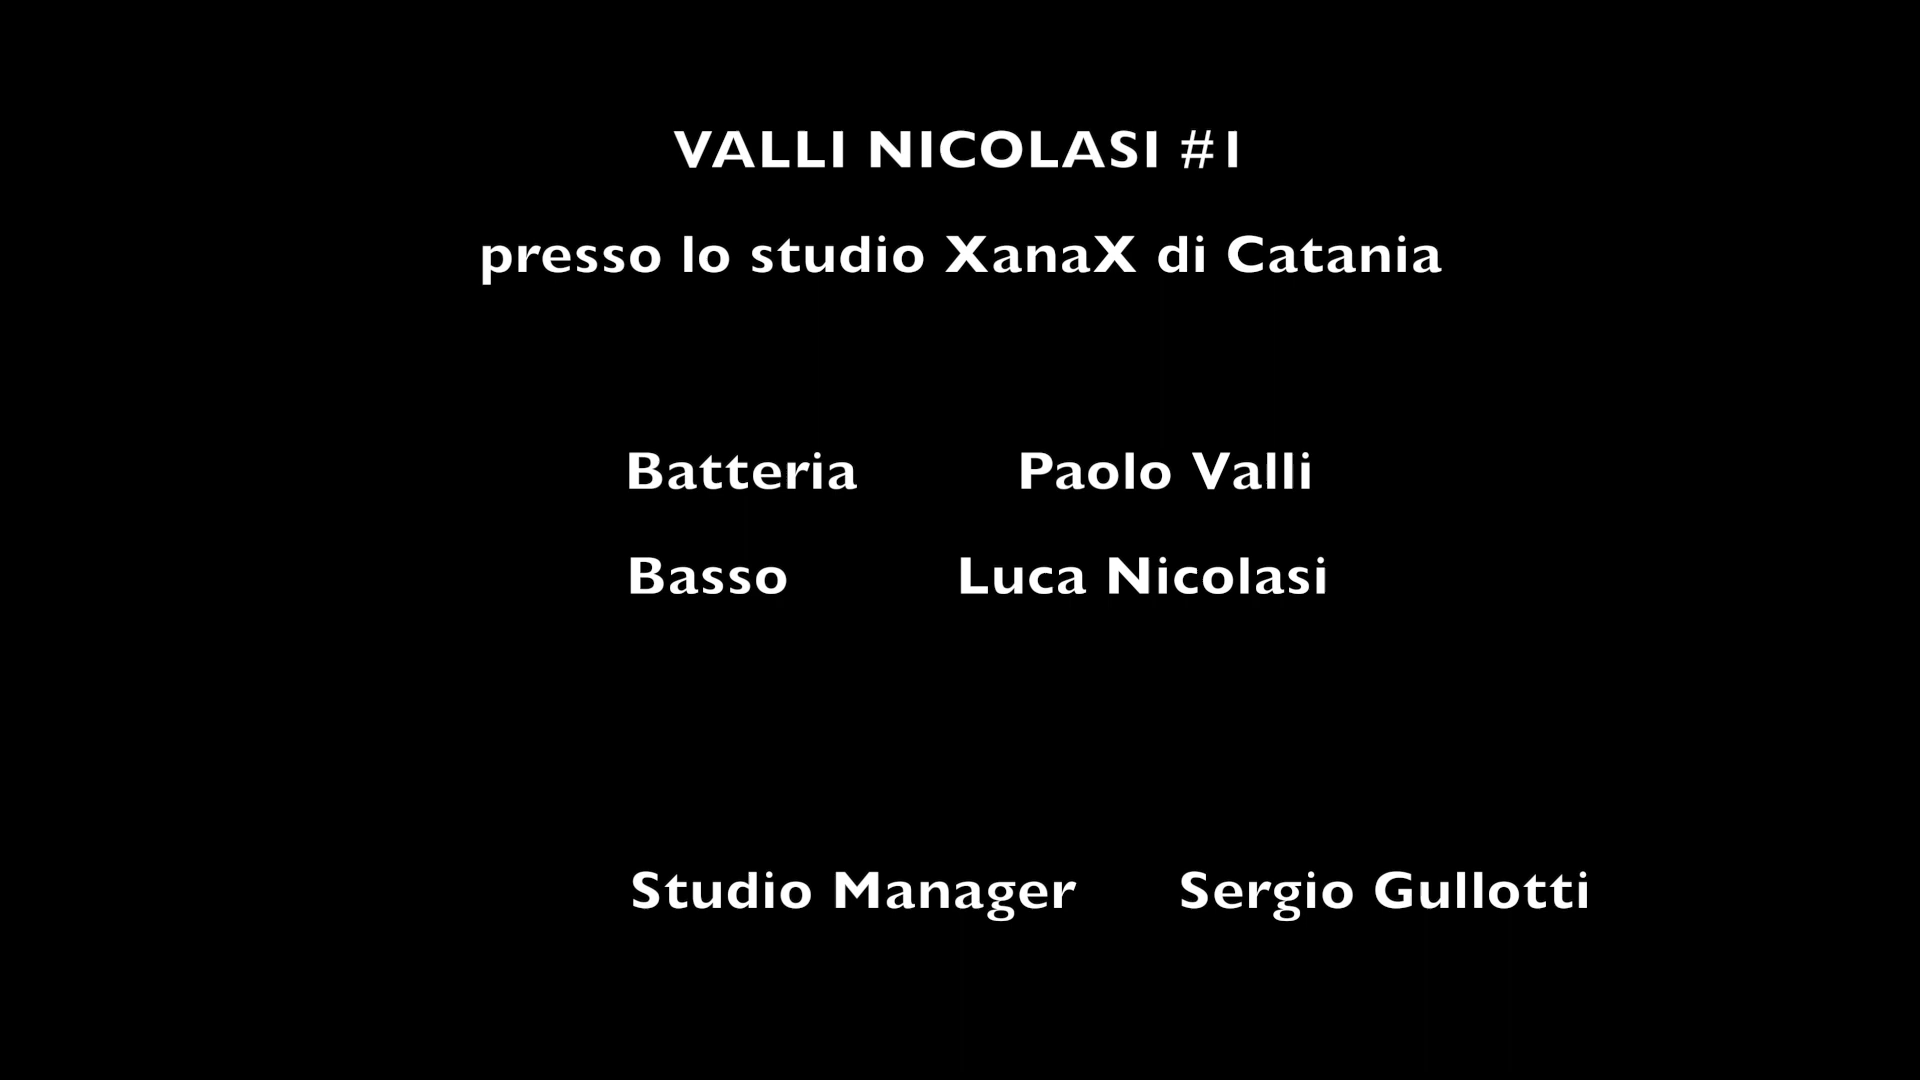 VALLI NICOLASI #1
presso lo studio XanaX di Catania
Batteria Paolo Valli
Basso Luca Nicolasi
Studio Manager Sergio Gullotti